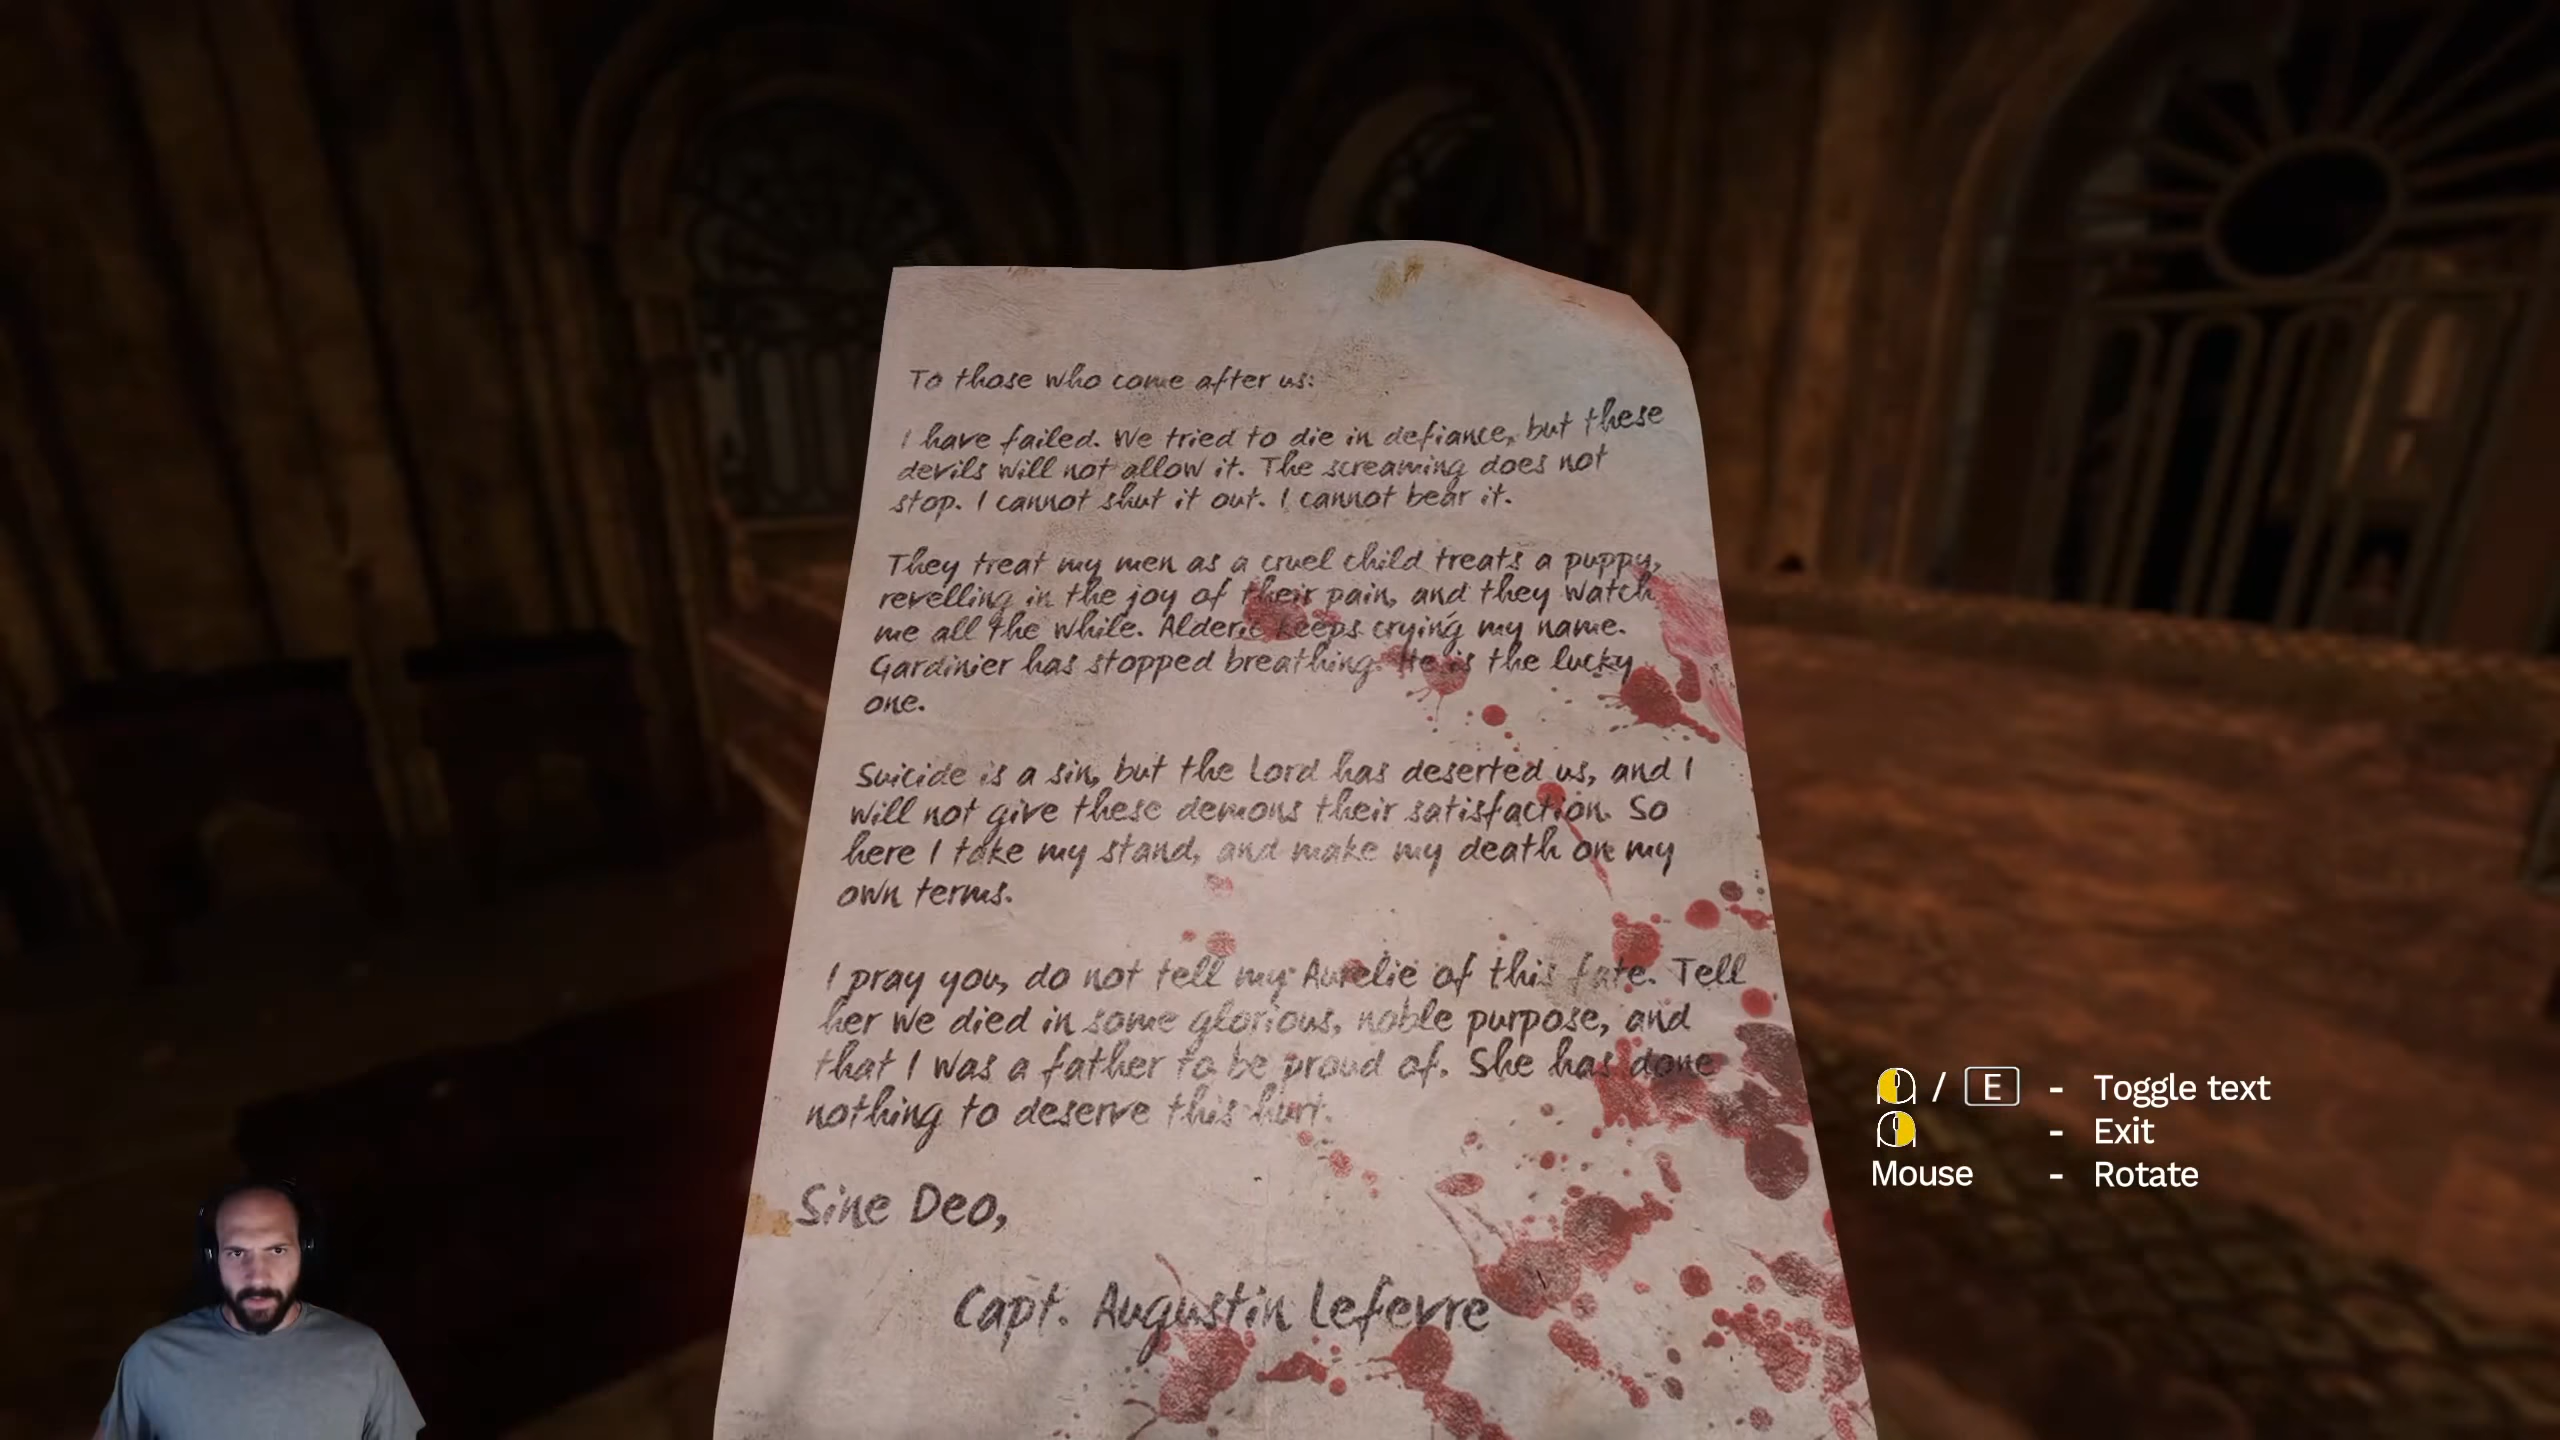 To those who come after us:
I have failed. We tried to die in defiance, but these
devils will not allow it. The screaming does not
stop. I cannot shut it out. I cannot bear it.
They treat my men as a cruel child treats a puppy,
revelling in the joy of their pain, and they watch
me all the while. Alderic keeps crying my name.
Gardinier has stopped breathing. He is the lucky
one.
Suicide is a sin, but the Lord has deserted us, and I
will not give these demons their satisfaction. So
here I take my stand, and make my death on my
own terms.
I pray you, do not tell my Aurelie of this fate. Tell
her we died in some glorious, noble purpose, and
that I was a father to be proud of. She has done
nothing to deserve this hurt.
Sine Deo,
Capt. Augustin Lefevre
/ E - Toggle text
- Exit
Mouse - Rotate